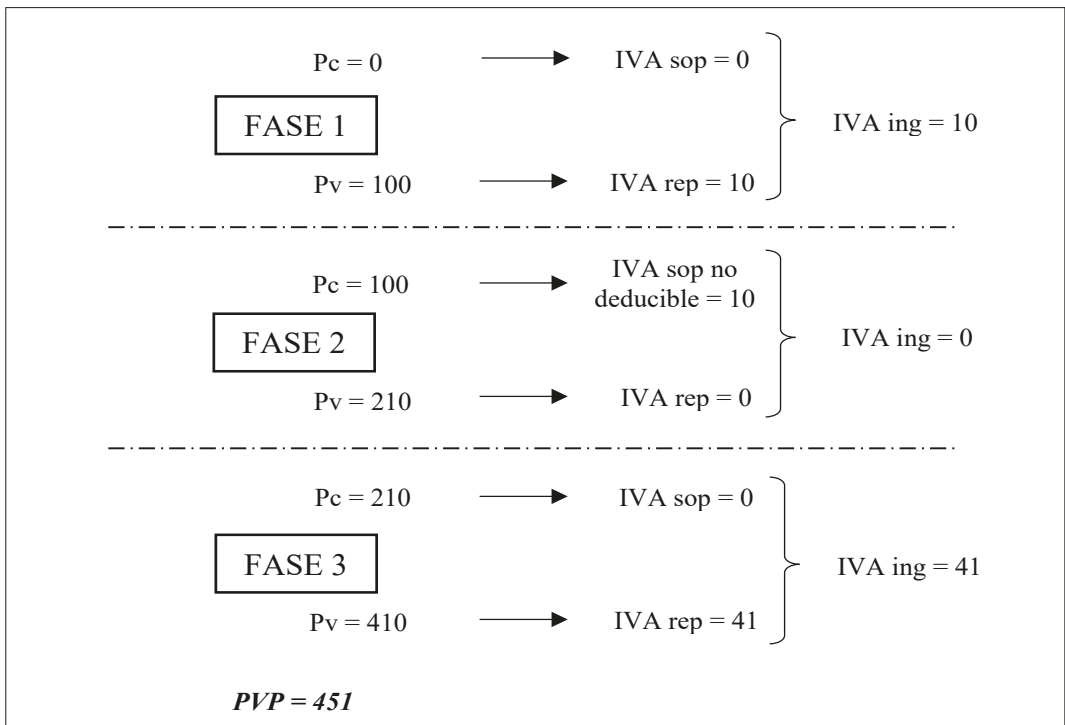 Pc = 0
IVA sop = 0
FASE 1
IVA ing = 10
Pv = 100
IVA rep = 10
Pc = 100
IVA sop no
deducible = 10
FASE 2
IVA ing = 0
Pv = 210
IVA rep = 0
Pc = 210
IVA sop = 0
FASE 3
IVA ing = 41
Pv = 410
IVA rep = 41
PVP = 451